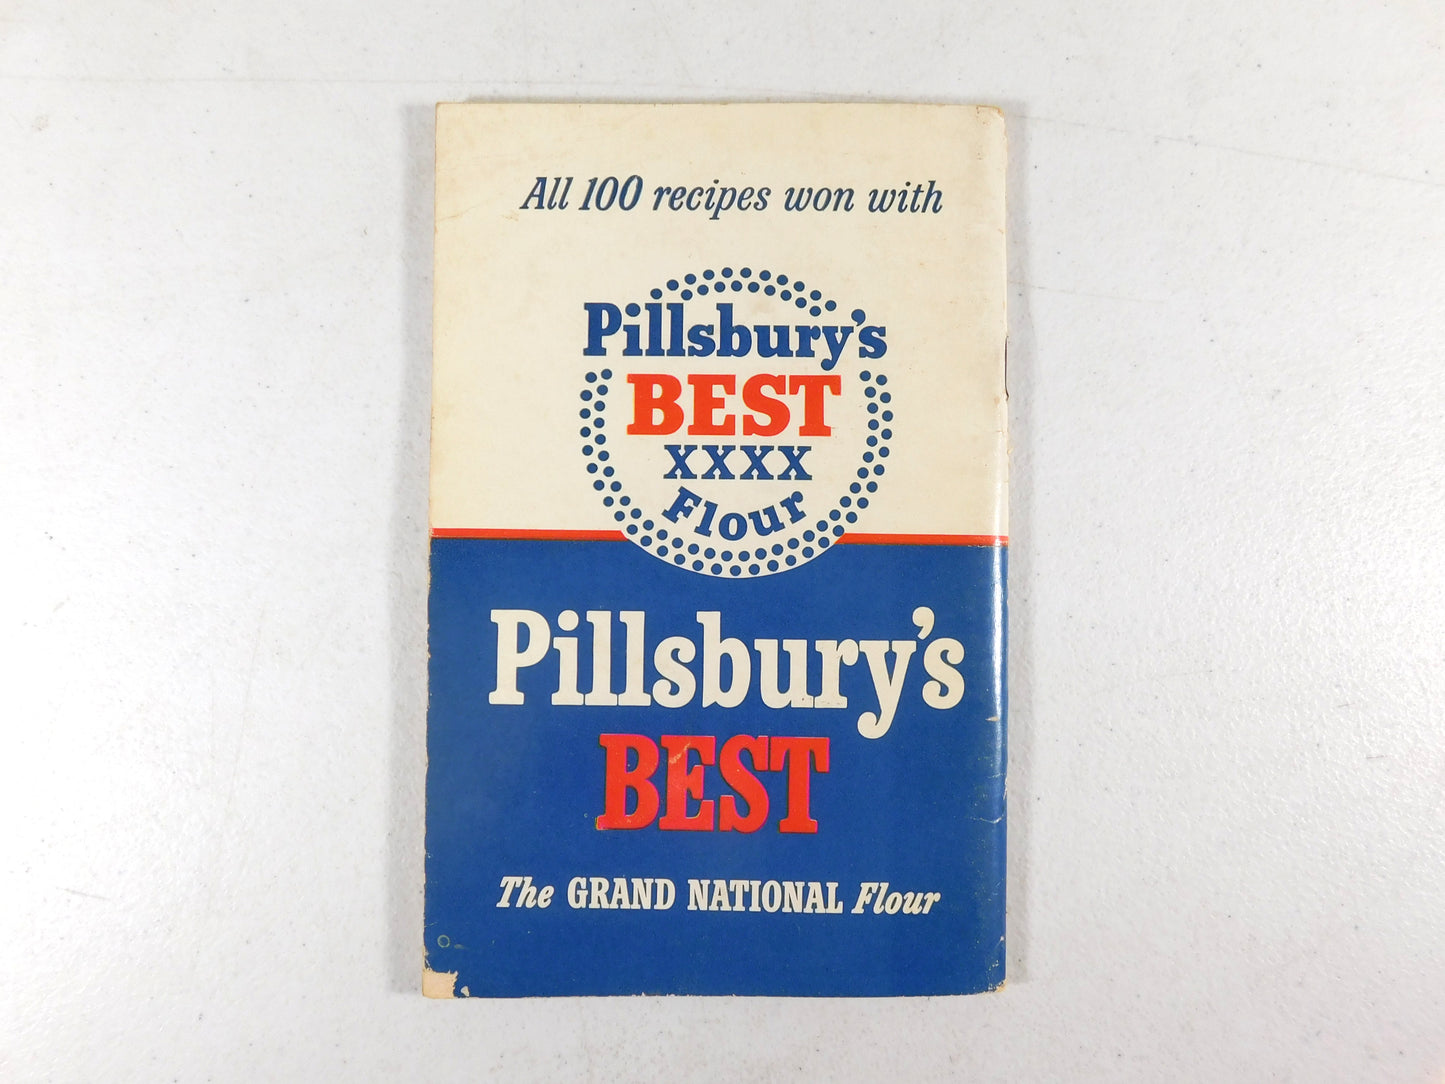 All 100 recipes won with
Pillsbury's
BEST
XXXX
Flour
Pillsbury's
BEST
The GRAND NATIONAL Flour